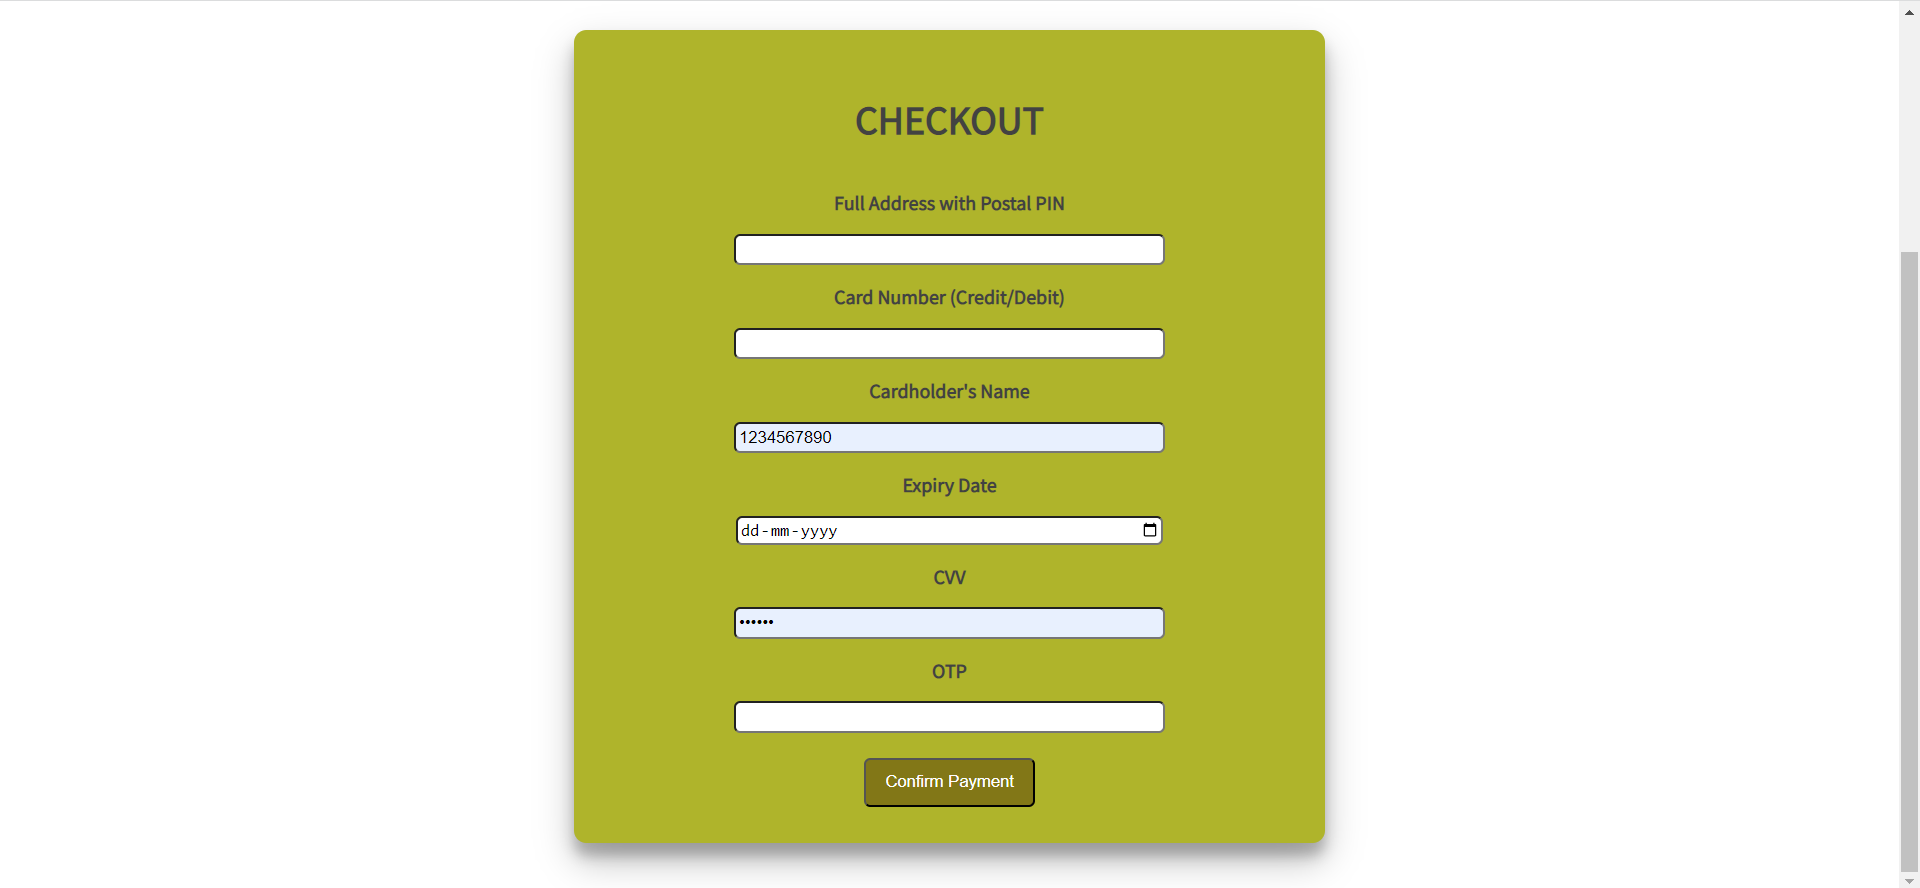 CHECKOUT
Full Address with Postal PIN
Card Number (Credit/Debit)
Cardholder's Name
1234567890
Expiry Date
dd-mm-yyyy
CVV
••••••
OTP
Confirm Payment